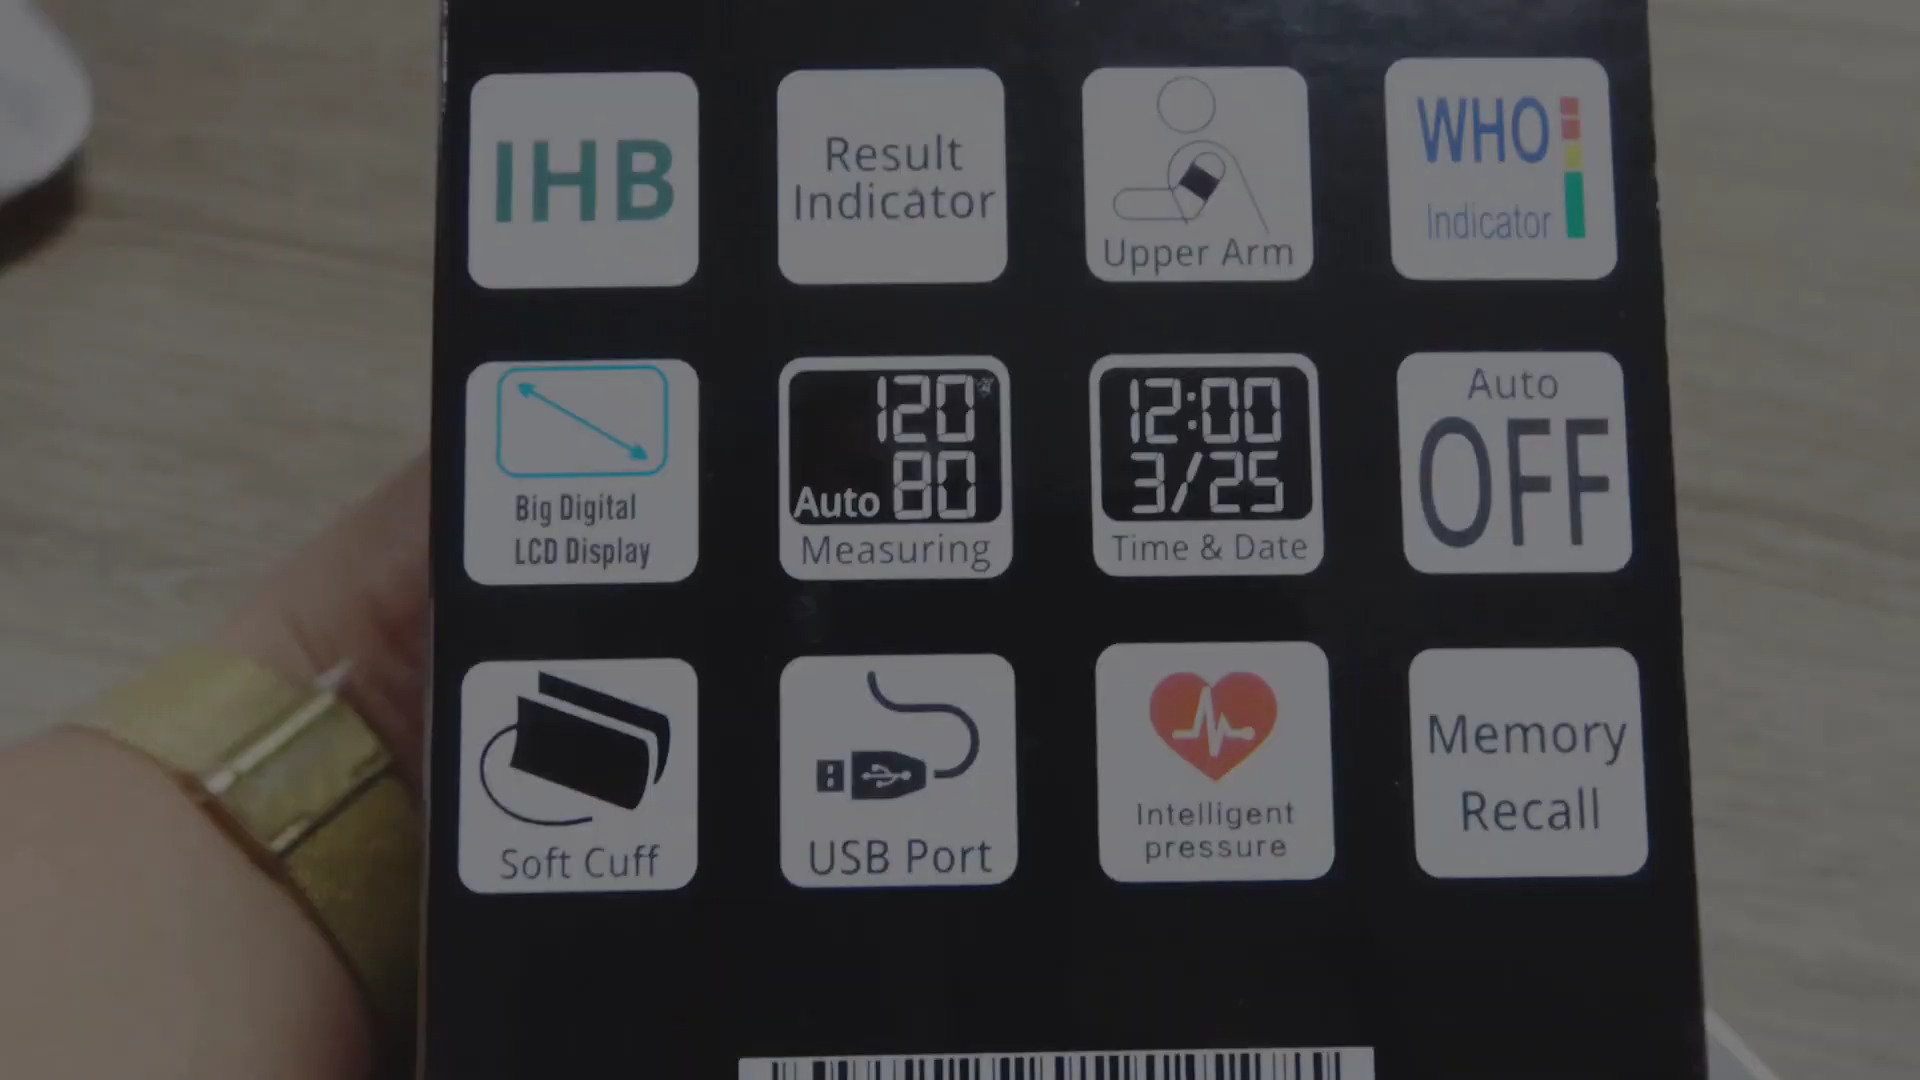 IHB
Result
Indicator
Upper Arm
WHO
Indicator
Big Digital
LCD Display
120
80
Auto
Measuring
12:00
3/25
Time & Date
Auto
OFF
Soft Cuff
USB Port
Intelligent
pressure
Memory
Recall